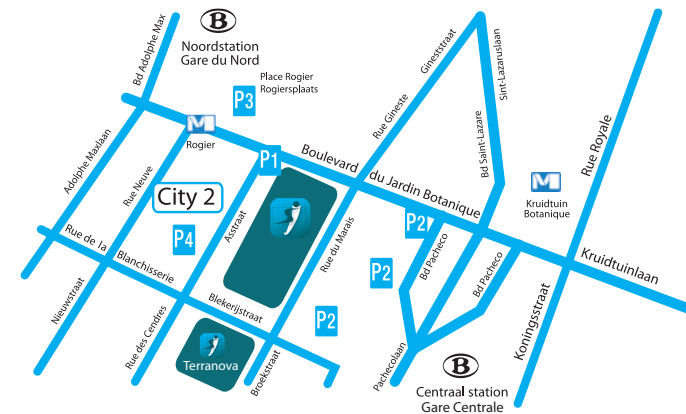 B
Noordstation
Gare du Nord
Bd Adolphe Max
Place Rogier
Rogiersplaats
P3
Gineststraat
Sint-Lazaruslaan
Rue Gineste
Bd Saint-Lazare
Rue Royale
Adolphe Maxlaan
M
Rogier
P1
Boulevard du Jardin Botanique
Rue Neuve
City 2
M
Kruidtuin
Botanique
P4
Asstraat
Rue du Marais
P2
Bd Pacheco
Kruidtuinlaan
Rue de la Blanchisserie
P2
Bd Pacheco
Nieuwstraat
Blekerijstraat
P2
Koningsstraat
Rue des Cendres
Terranova
Broekstraat
Pachecolaan
B
Centraal station
Gare Centrale